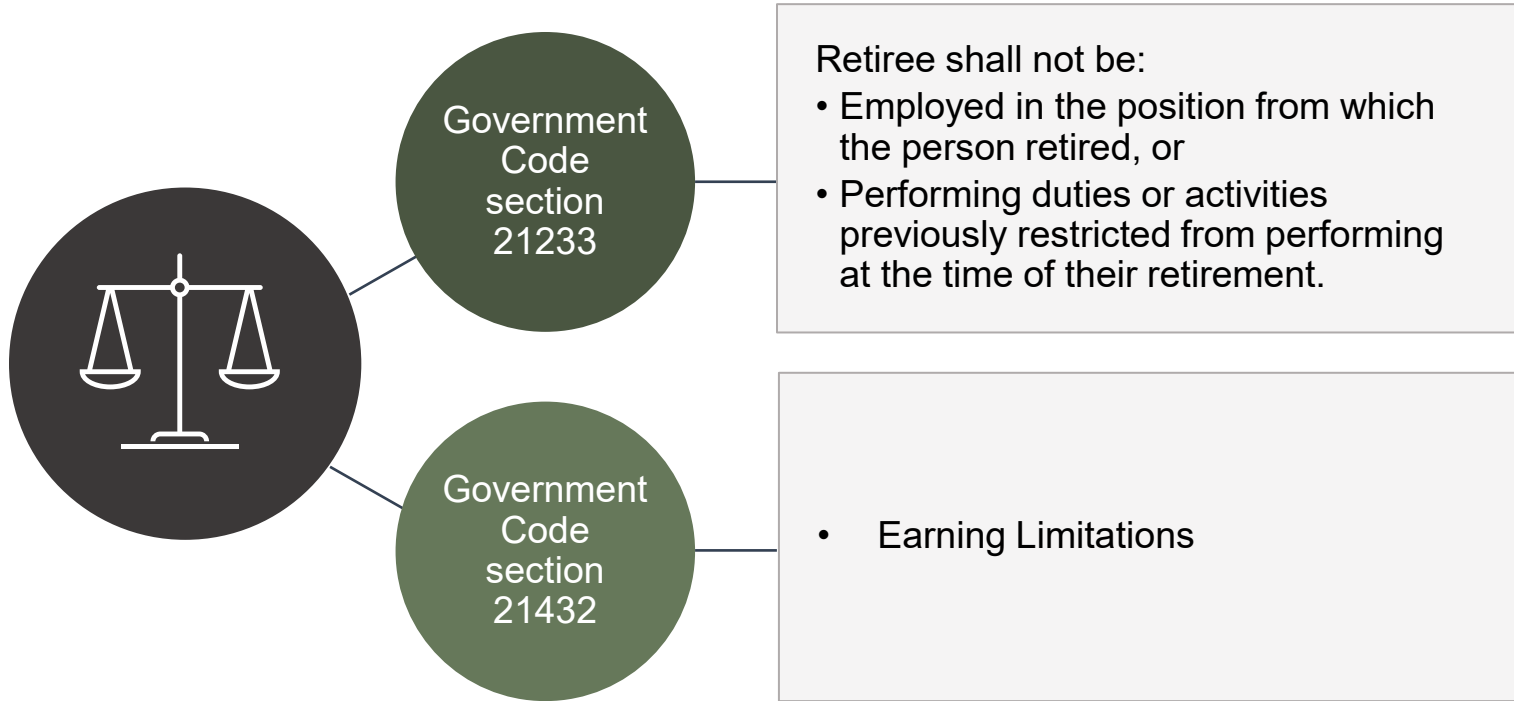 Government
Code
section
21233
Retiree shall not be:
• Employed in the position from which
the person retired, or
• Performing duties or activities
previously restricted from performing
at the time of their retirement.
Government
Code
section
21432
• Earning Limitations